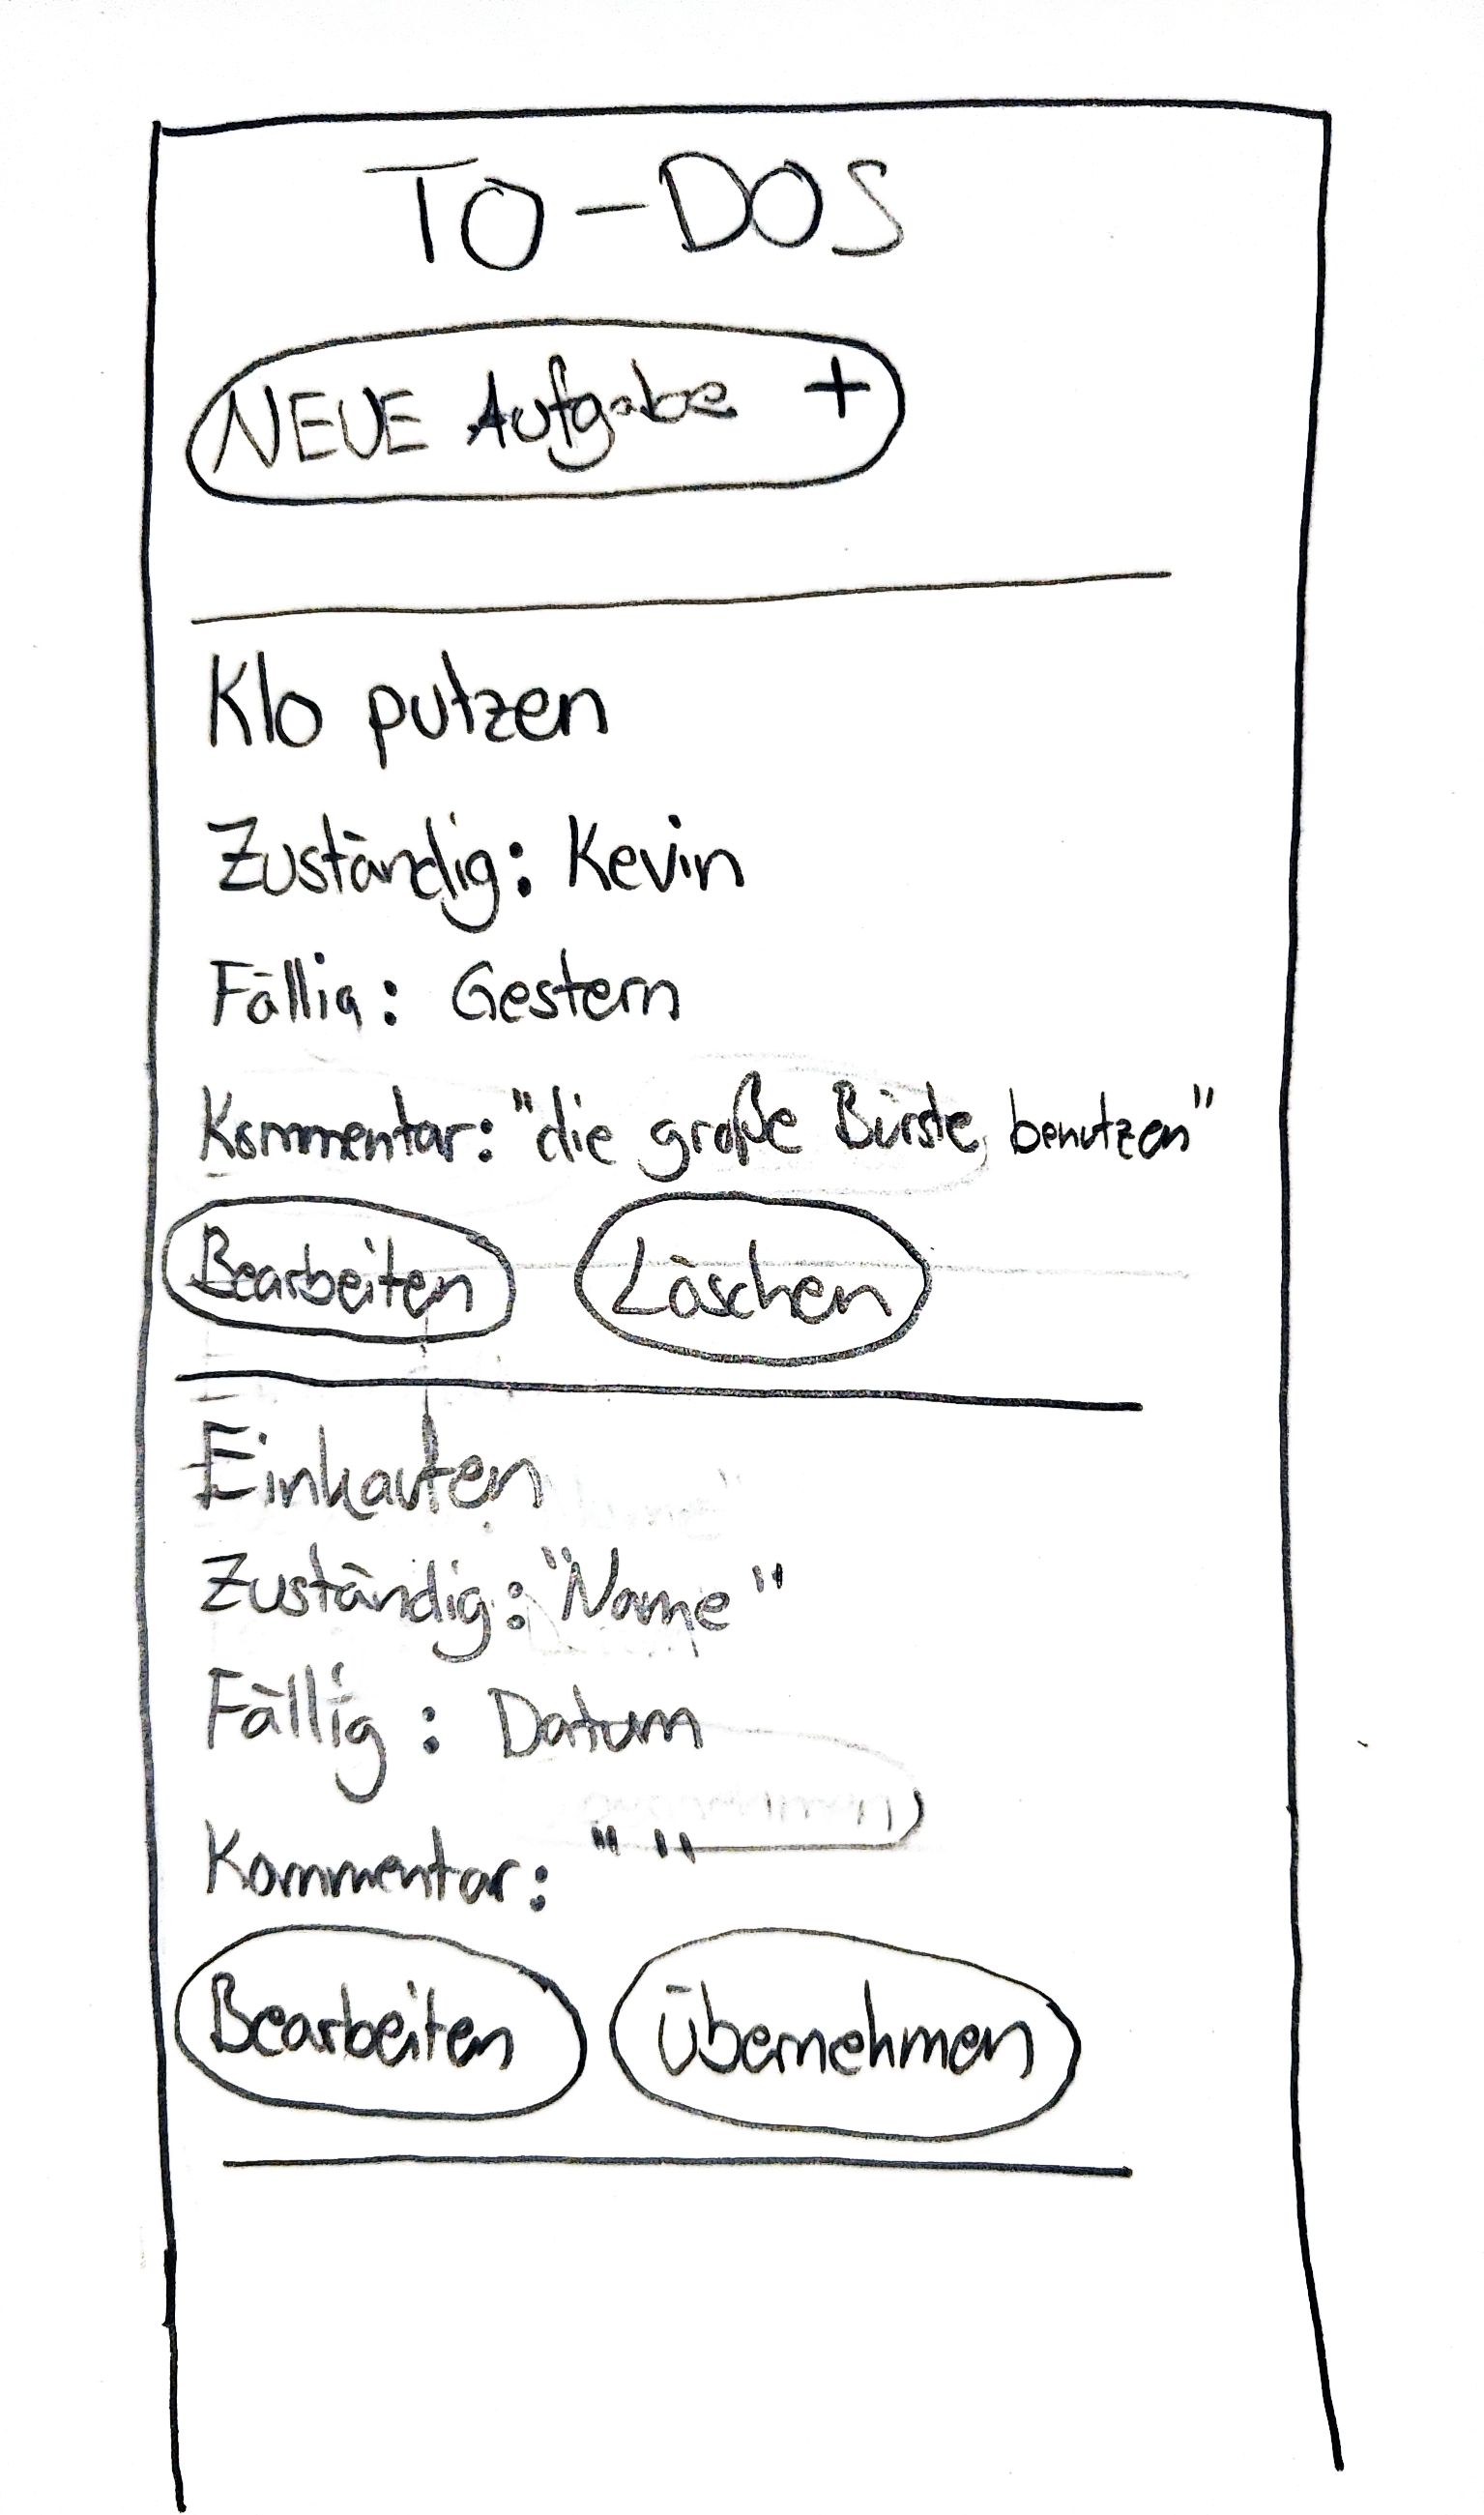 TO-DOS
NEUE Aufgabe +
Klo putzen
Zuständig: Kevin
Fällig: Gestern
Kommentar: "die große Bürste benutzen"
Bearbeiten Löschen
Einkaufen
Zuständig: "Name"
Fällig: Datum
Kommentar: " "
Bearbeiten übernehmen